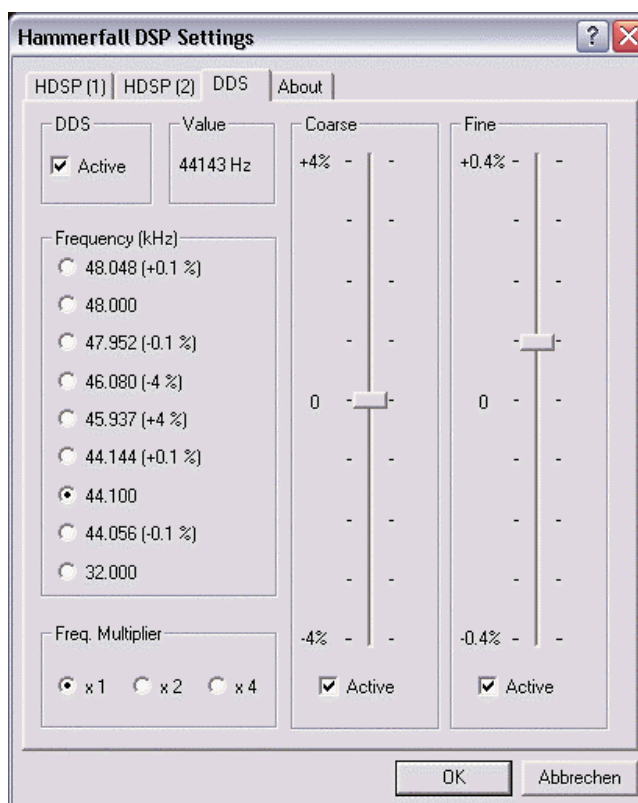 Hammerfall DSP Settings
HDSP (1)
HDSP (2)
DDS
About
DDS
Active
Value
44143 Hz
Frequency (kHz)
48.048 (+0.1 %)
48.000
47.952 (-0.1 %)
46.080 (-4 %)
45.937 (+4 %)
44.144 (+0.1 %)
44.100
44.056 (-0.1 %)
32.000
Freq. Multiplier
x 1
x 2
x 4
Coarse
+4%
0
-4%
Active
Fine
+0.4%
0
-0.4%
Active
OK
Abbrechen